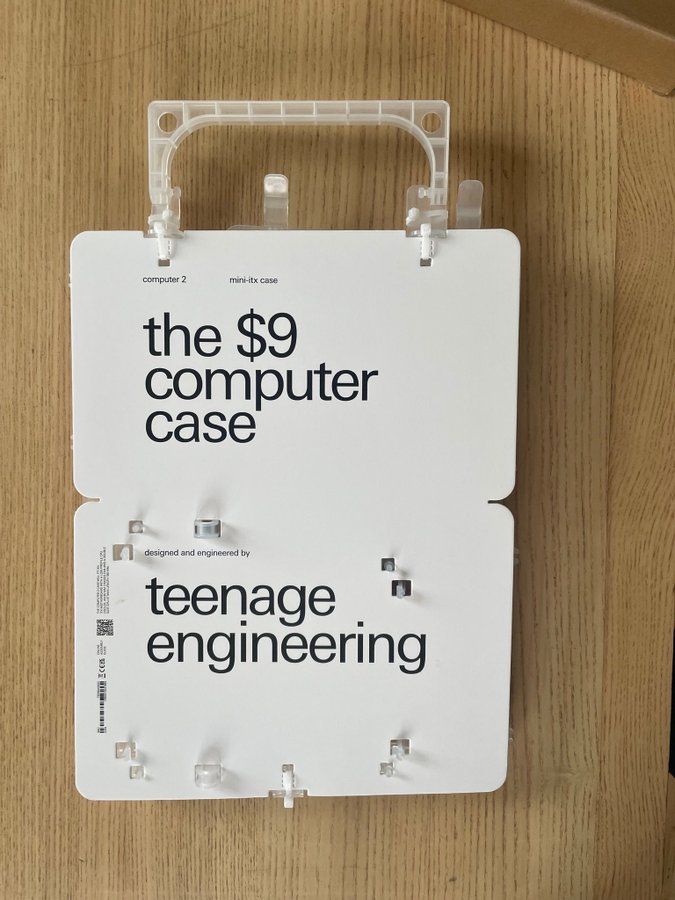 computer 2
mini-itx case
the $9
computer
case
designed and engineered by
teenage
engineering